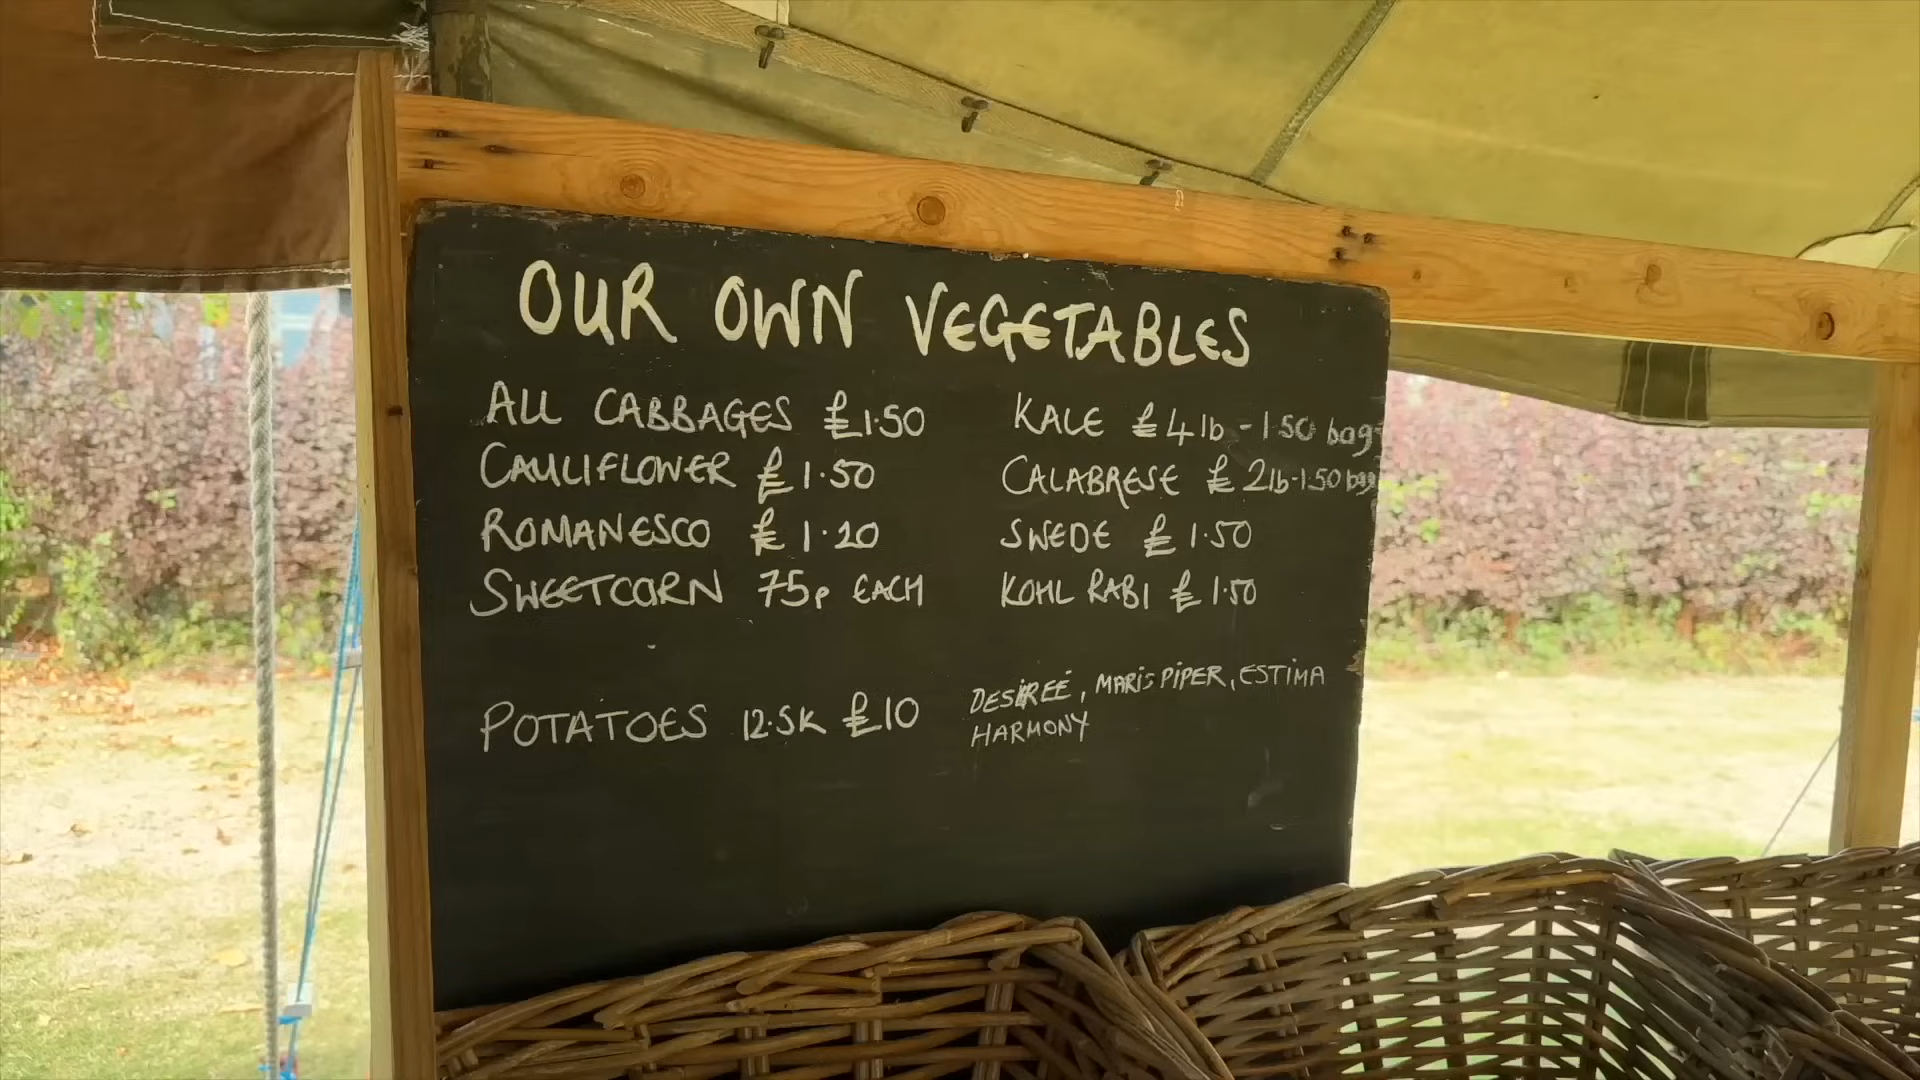 OUR OWN VEGETABLES
ALL CABBAGES £1.50
CAULIFLOWER £1.50
ROMANESCO £1.20
SWEETCORN 75p EACH
KALE £4lb - 1.50 bag
CALABRESE £2lb-1.50 bag
SWEDE £1.50
KOHL RABI £1.50
POTATOES 12.5K £10
DESIREÉ, MARIS PIPER, ESTIMA
HARMONY